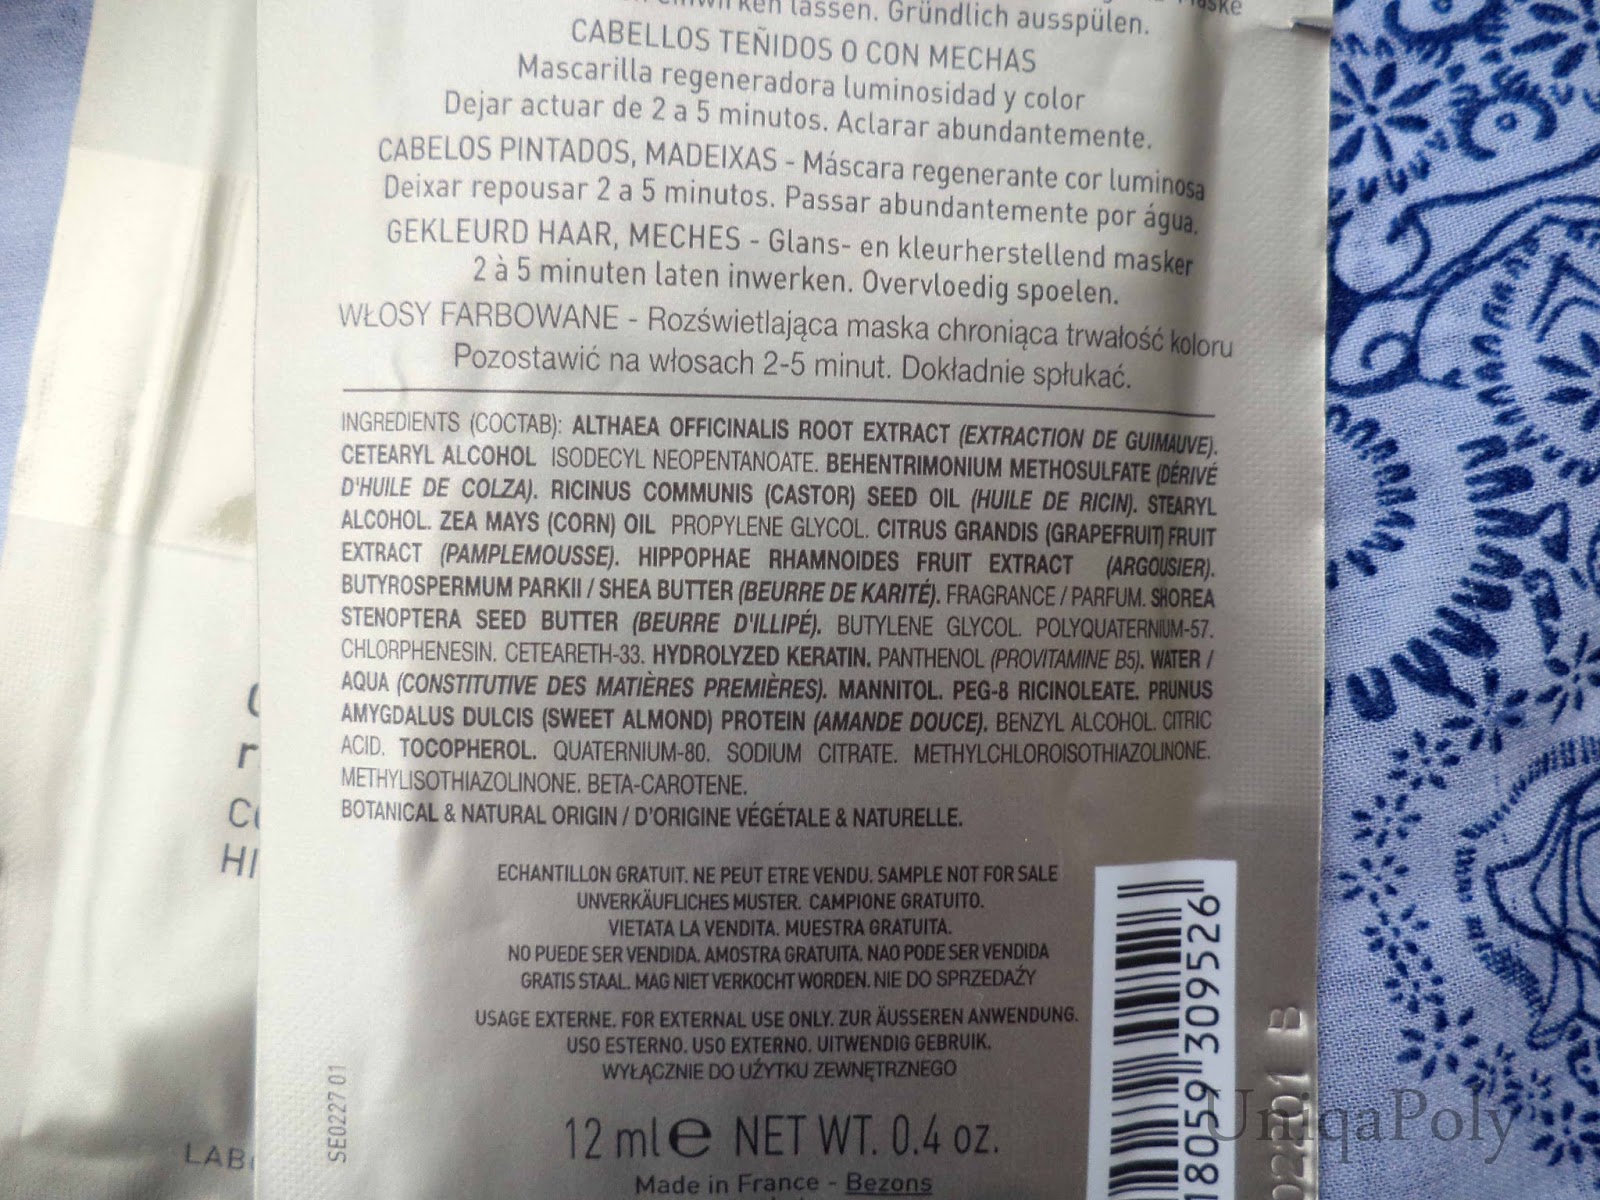 einwirken lassen. Gründlich ausspülen.
CABELLOS TEÑIDOS O CON MECHAS
Mascarilla regeneradora luminosidad y color
Dejar actuar de 2 a 5 minutos. Aclarar abundantemente.
CABELOS PINTADOS, MADEIXAS - Máscara regenerante cor luminosa
Deixar repousar 2 a 5 minutos. Passar abundantemente por água.
GEKLEURD HAAR, MECHES - Glans- en kleurherstellend masker
2 à 5 minuten laten inwerken. Overvloedig spoelen.
WŁOSY FARBOWANE - Rozświetlająca maska chroniąca trwałość koloru
Pozostawić na włosach 2-5 minut. Dokładnie spłukać.
INGREDIENTS (COCTAB): ALTHAEA OFFICINALIS ROOT EXTRACT (EXTRACTION DE GUIMAUVE).
CETEARYL ALCOHOL ISODECYL NEOPENTANOATE. BEHENTRIMONIUM METHOSULFATE (DÉRIVÉ
D'HUILE DE COLZA). RICINUS COMMUNIS (CASTOR) SEED OIL (HUILE DE RICIN). STEARYL
ALCOHOL. ZEA MAYS (CORN) OIL PROPYLENE GLYCOL. CITRUS GRANDIS (GRAPEFRUIT) FRUIT
EXTRACT (PAMPLEMOUSSE). HIPPOPHAE RHAMNOIDES FRUIT EXTRACT (ARGOUSIER).
BUTYROSPERMUM PARKII / SHEA BUTTER (BEURRE DE KARITÉ). FRAGRANCE / PARFUM. SHOREA
STENOPTERA SEED BUTTER (BEURRE D'ILLIPÉ). BUTYLENE GLYCOL. POLYQUATERNIUM-57.
CHLORPHENESIN. CETEARETH-33. HYDROLYZED KERATIN. PANTHENOL (PROVITAMINE B5). WATER /
AQUA (CONSTITUTIVE DES MATIÈRES PREMIÈRES). MANNITOL. PEG-8 RICINOLEATE. PRUNUS
AMYGDALUS DULCIS (SWEET ALMOND) PROTEIN (AMANDE DOUCE). BENZYL ALCOHOL. CITRIC
ACID. TOCOPHEROL. QUATERNIUM-80. SODIUM CITRATE. METHYLCHLOROISOTHIAZOLINONE.
METHYLISOTHIAZOLINONE. BETA-CAROTENE.
BOTANICAL & NATURAL ORIGIN / D'ORIGINE VÉGÉTALE & NATURELLE.
ECHANTILLON GRATUIT. NE PEUT ETRE VENDU. SAMPLE NOT FOR SALE
UNVERKÄUFLICHES MUSTER. CAMPIONE GRATUITO.
VIETATA LA VENDITA. MUESTRA GRATUITA.
NO PUEDE SER VENDIDA. AMOSTRA GRATUITA. NAO PODE SER VENDIDA
GRATIS STAAL. MAG NIET VERKOCHT WORDEN. NIE DO SPRZEDAŻY
USAGE EXTERNE. FOR EXTERNAL USE ONLY. ZUR ÄUSSEREN ANWENDUNG.
USO ESTERNO. USO EXTERNO. UITWENDIG GEBRUIK.
WYŁĄCZNIE DO UŻYTKU ZEWNĘTRZNEGO
12 ml e NET WT. 0.4 oz.
Made in France - Bezons
SE0227 01
18059 309526
UniqaPoly